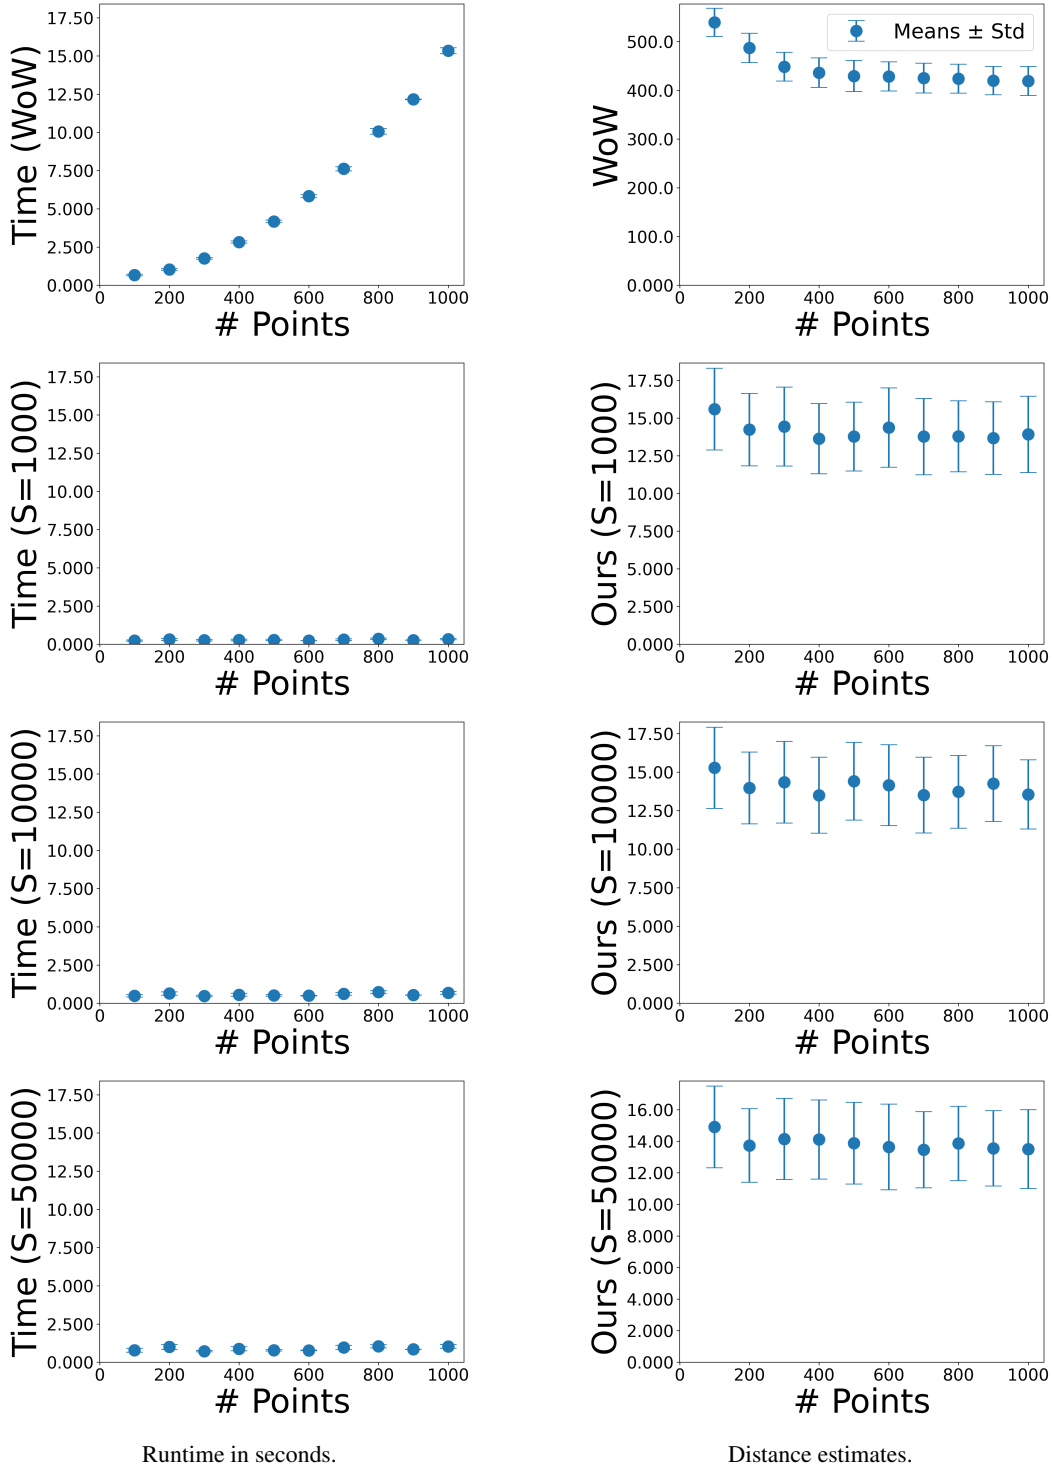 Time (WoW)
17.50
15.00
12.50
10.00
7.500
5.000
2.500
0.000
0 200 400 600 800 1000
# Points
WoW
500.0
400.0
300.0
200.0
100.0
0.000
Means ± Std
0 200 400 600 800 1000
# Points
Time (S=1000)
17.50
15.00
12.50
10.00
7.500
5.000
2.500
0.000
0 200 400 600 800 1000
# Points
Ours (S=1000)
17.50
15.00
12.50
10.00
7.500
5.000
2.500
0.000
0 200 400 600 800 1000
# Points
Time (S=10000)
17.50
15.00
12.50
10.00
7.500
5.000
2.500
0.000
0 200 400 600 800 1000
# Points
Ours (S=10000)
17.50
15.00
12.50
10.00
7.500
5.000
2.500
0.000
0 200 400 600 800 1000
# Points
Time (S=50000)
17.50
15.00
12.50
10.00
7.500
5.000
2.500
0.000
0 200 400 600 800 1000
# Points
Ours (S=50000)
16.00
14.00
12.00
10.00
8.000
6.000
4.000
2.000
0.000
0 200 400 600 800 1000
# Points
Runtime in seconds.
Distance estimates.